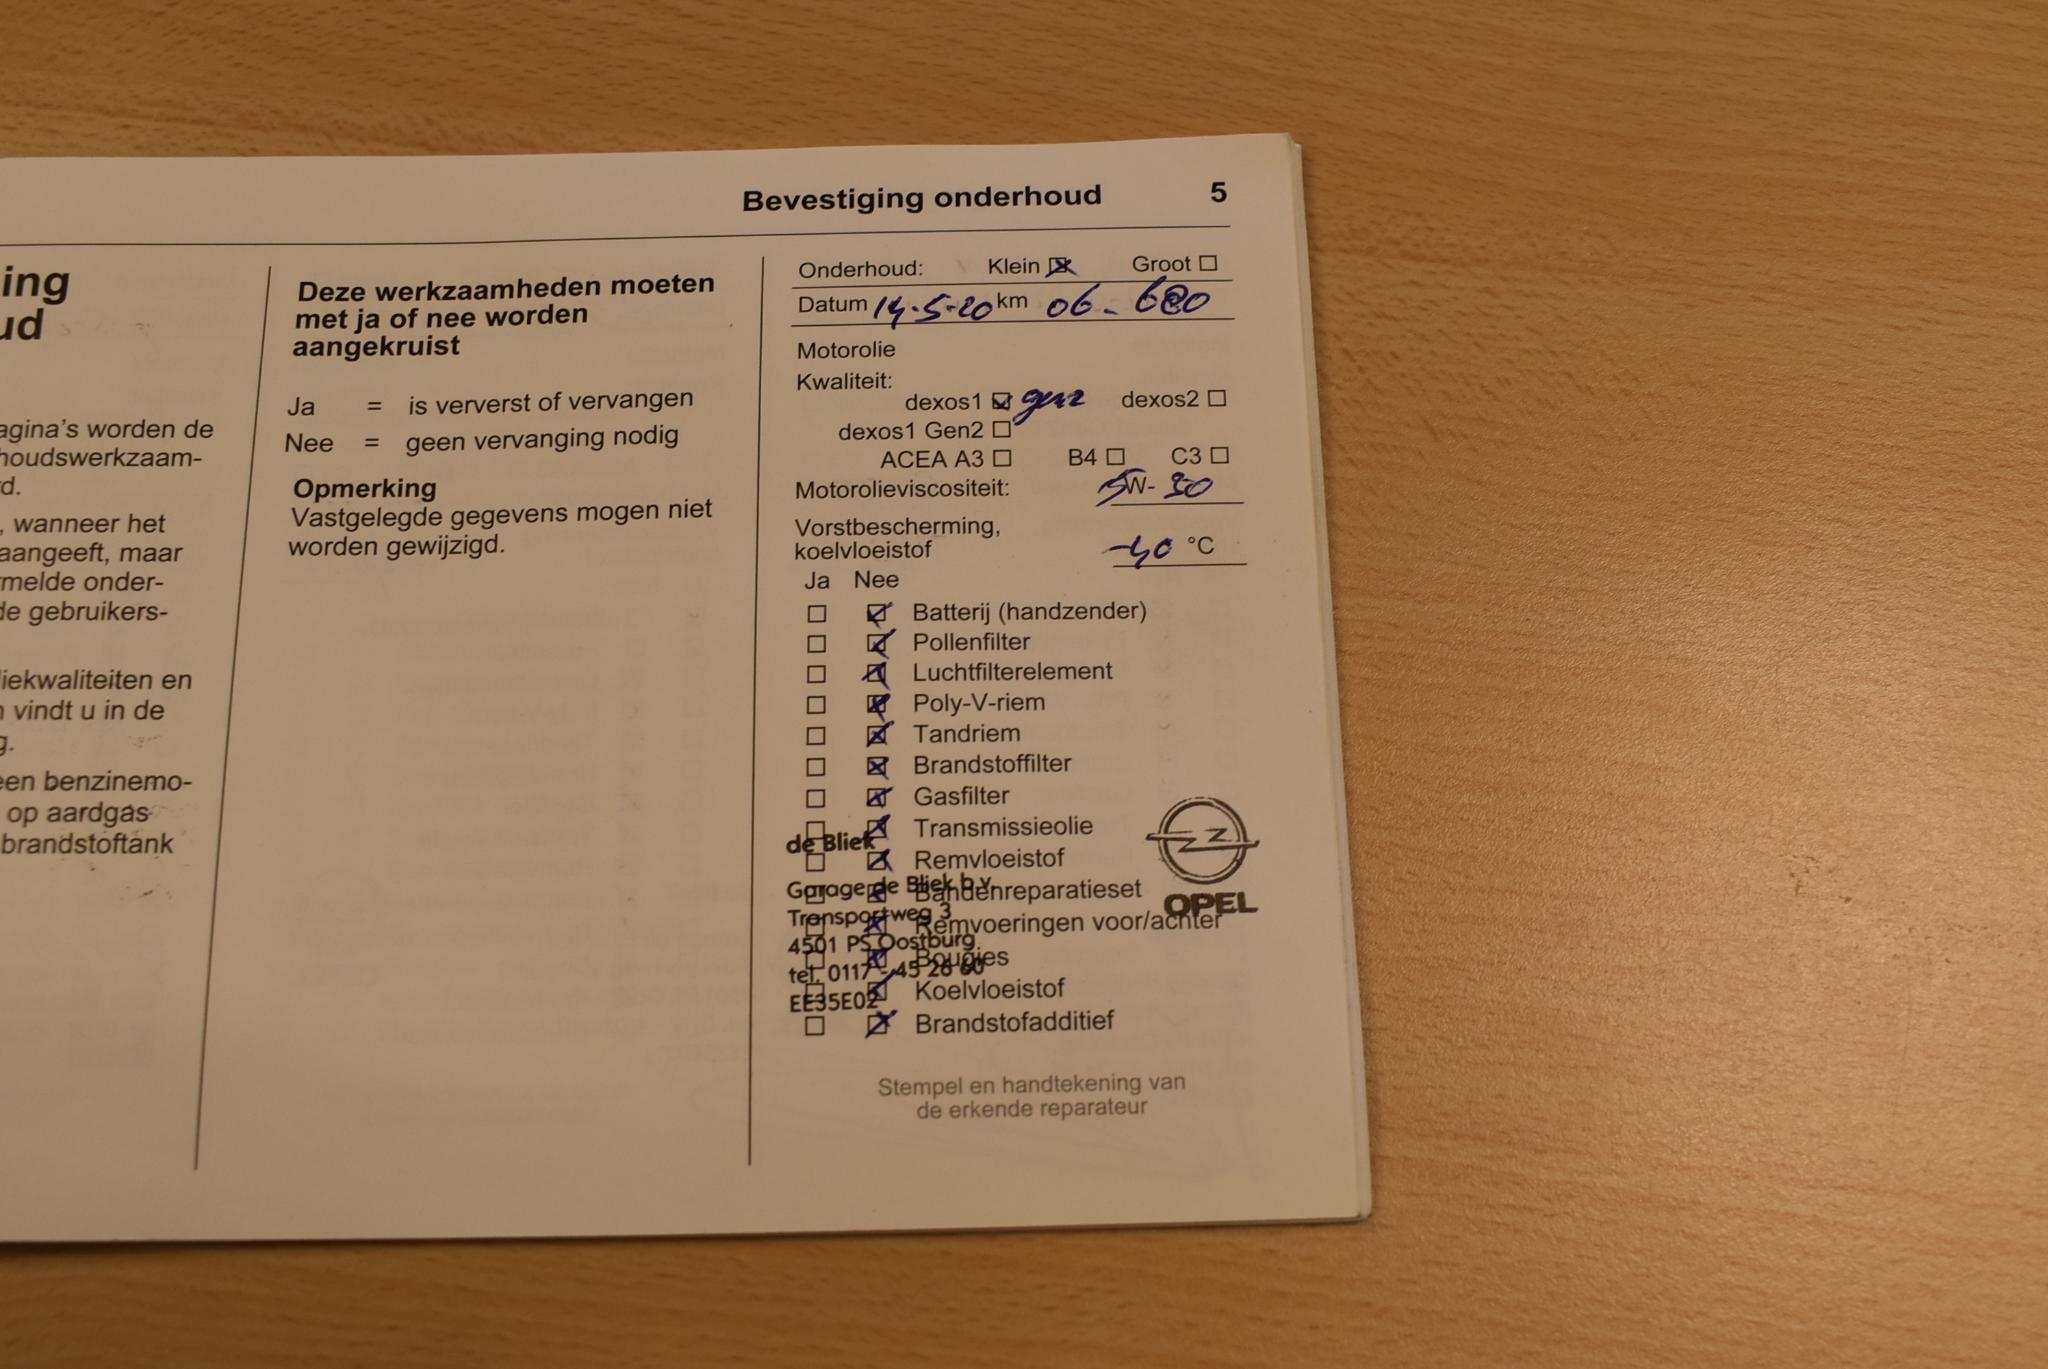 Bevestiging onderhoud 5
ing
ud
agina's worden de
houdswerkzaam-
d.
, wanneer het
aangeeft, maar
melde onder-
de gebruikers-
liekwaliteiten en
n vindt u in de
g.
een benzinemo-
op aardgas
brandstoftank
Deze werkzaamheden moeten
met ja of nee worden
aangekruist
Ja = is ververst of vervangen
Nee = geen vervanging nodig
Opmerking
Vastgelegde gegevens mogen niet
worden gewijzigd.
Onderhoud: Klein Groot
Datum 14-5-20 km
Motorolie
Kwaliteit:
dexos1 gen2 dexos2
dexos1 Gen2
ACEA A3 B4 C3
Motorolieviscositeit: 5W-30
Vorstbescherming,
koelvloeistof -40 °C
Ja Nee
Batterij (handzender)
Pollenfilter
Luchtfilterelement
Poly-V-riem
Tandriem
Brandstoffilter
Gasfilter
Transmissieolie
Remvloeistof
Bandenreparatieset
Remvoeringen voor/achter
Bougies
Koelvloeistof
Brandstofadditief
de Bliek
Garage de Bliek b.v.
Transportweg 3
4501 PS Oostburg
tel. 0117 - 45 26 60
EE35E02
OPEL
Stempel en handtekening van
de erkende reparateur